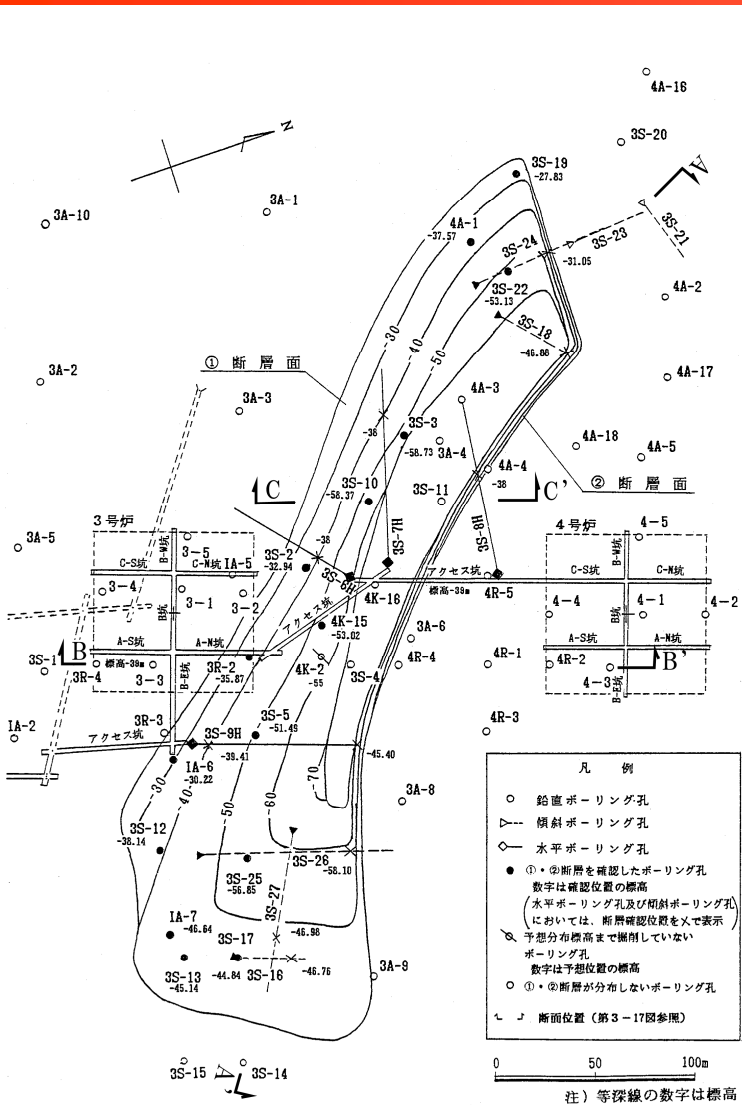 4A-16
3S-20
N
3S-19
-27.83
A
3A-10
3A-1
4A-1
-37.57
3S-24
3S-23
3S-21
-31.05
3S-22
-53.13
4A-2
3S-18
-46.88
-30
-40
-50
① 断層面
3A-2
4A-17
3A-3
4A-3
-38
3S-3
-58.73
3A-4
4A-18
4A-5
4A-4
-38
C
3S-10
-58.37
3S-11
C'
② 断層面
3号炉
4号炉
3A-5
3-5
B-W坑
-38
3S-7H
3S-8H
4-5
B-W坑
C-S坑
C-N坑
1A-5
3S-2
-32.94
3S-6H
アクセス坑
標高-39m
4R-5
C-S坑
C-N坑
3-4
3-1
3-2
4K-16
4-4
4-1
4-2
B坑
アクセス坑
4K-15
-53.02
B坑
A-S坑
A-N坑
3A-6
A-S坑
A-N坑
B
3S-1
3R-4
標高-39m
3-3
B-E坑
3R-2
-35.87
4K-2
-55
3S-4
4R-4
4R-1
4R-2
4-3
B'
B-E坑
1A-2
アクセス坑
3R-3
3S-9H
3S-5
-51.49
4R-3
-39.41
-45.40
1A-6
-30.22
-30
-40
-50
-60
-70
3A-8
3S-12
-38.14
3S-25
-56.85
3S-26
-58.10
3S-27
1A-7
-46.64
3S-17
-46.98
3S-13
-45.14
-44.84
3S-16
-46.76
3A-9
3S-15
A'
3S-14
凡例
鉛直ボーリング孔
傾斜ボーリング孔
水平ボーリング孔
①・②断層を確認したボーリング孔
数字は確認位置の標高
(水平ボーリング孔及び傾斜ボーリング孔
においては、断層確認位置を×で表示)
予想分布標高まで掘削していない
ボーリング孔
数字は予想位置の標高
①・②断層が分布しないボーリング孔
断面位置(第3-17図参照)
0 50 100m
注)等深線の数字は標高